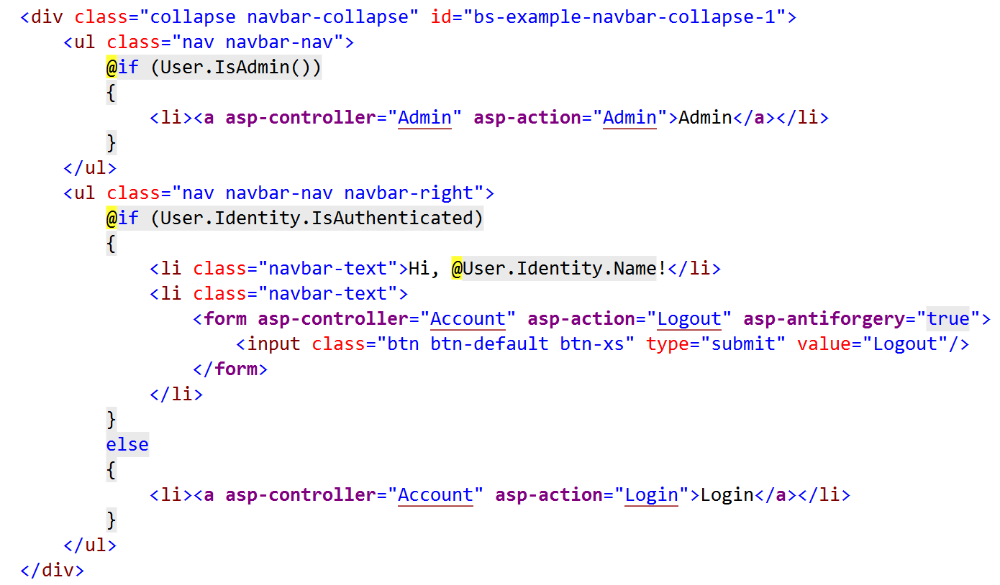 <div class="collapse navbar-collapse" id="bs-example-navbar-collapse-1">
    <ul class="nav navbar-nav">
        @if (User.IsAdmin())
        {
            <li><a asp-controller="Admin" asp-action="Admin">Admin</a></li>
        }
    </ul>
    <ul class="nav navbar-nav navbar-right">
        @if (User.Identity.IsAuthenticated)
        {
            <li class="navbar-text">Hi, @User.Identity.Name!</li>
            <li class="navbar-text">
                <form asp-controller="Account" asp-action="Logout" asp-antiforgery="true">
                    <input class="btn btn-default btn-xs" type="submit" value="Logout"/>
                </form>
            </li>
        }
        else
        {
            <li><a asp-controller="Account" asp-action="Login">Login</a></li>
        }
    </ul>
</div>